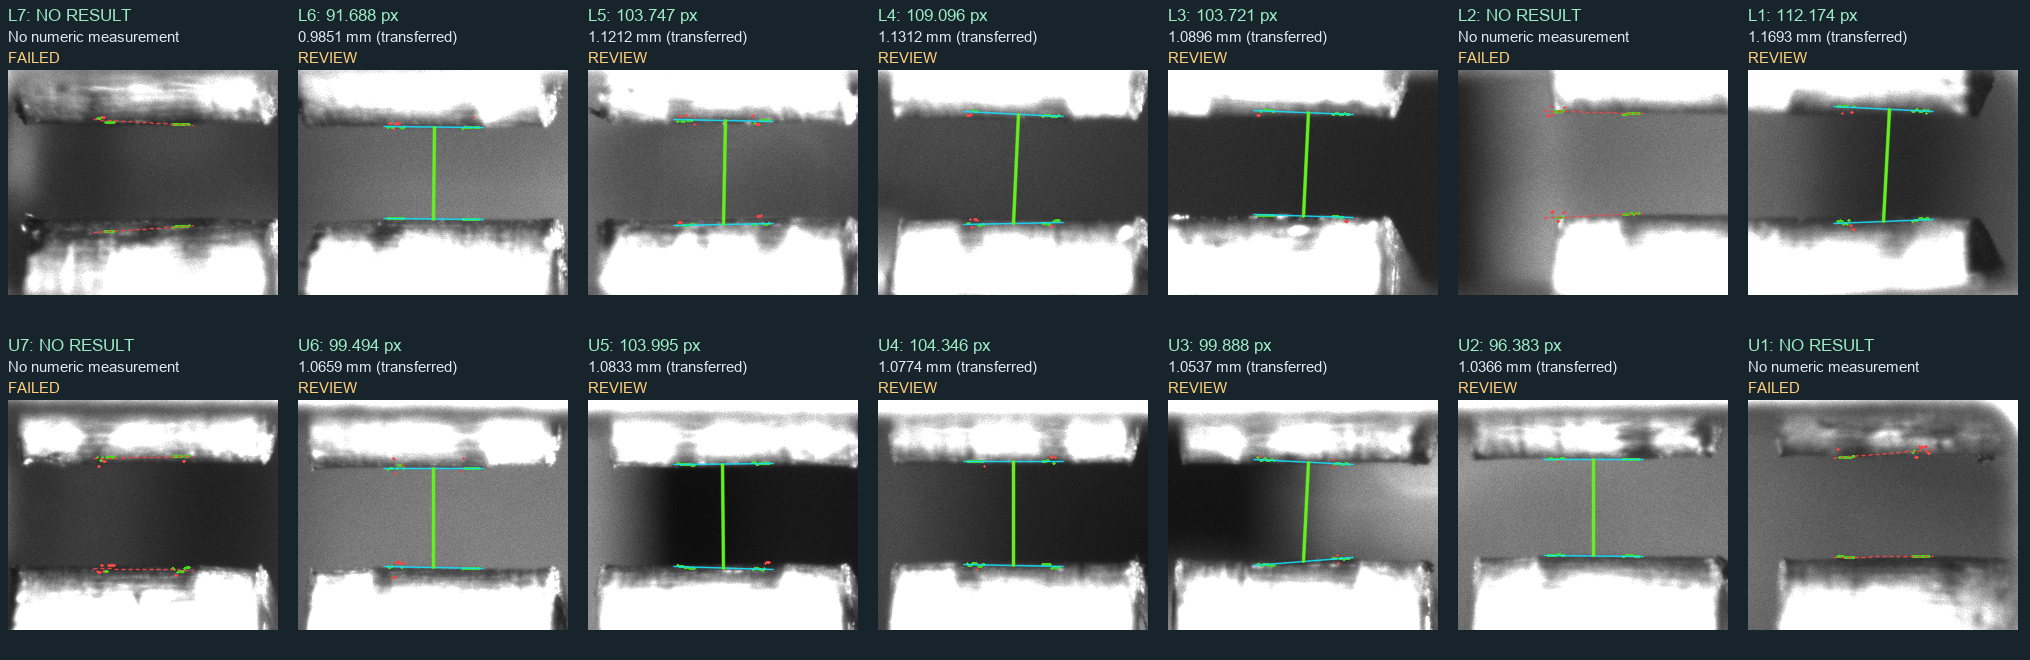 L7: NO RESULT
No numeric measurement
FAILED
L6: 91.688 px
0.9851 mm (transferred)
REVIEW
L5: 103.747 px
1.1212 mm (transferred)
REVIEW
L4: 109.096 px
1.1312 mm (transferred)
REVIEW
L3: 103.721 px
1.0896 mm (transferred)
REVIEW
L2: NO RESULT
No numeric measurement
FAILED
L1: 112.174 px
1.1693 mm (transferred)
REVIEW
U7: NO RESULT
No numeric measurement
FAILED
U6: 99.494 px
1.0659 mm (transferred)
REVIEW
U5: 103.995 px
1.0833 mm (transferred)
REVIEW
U4: 104.346 px
1.0774 mm (transferred)
REVIEW
U3: 99.888 px
1.0537 mm (transferred)
REVIEW
U2: 96.383 px
1.0366 mm (transferred)
REVIEW
U1: NO RESULT
No numeric measurement
FAILED